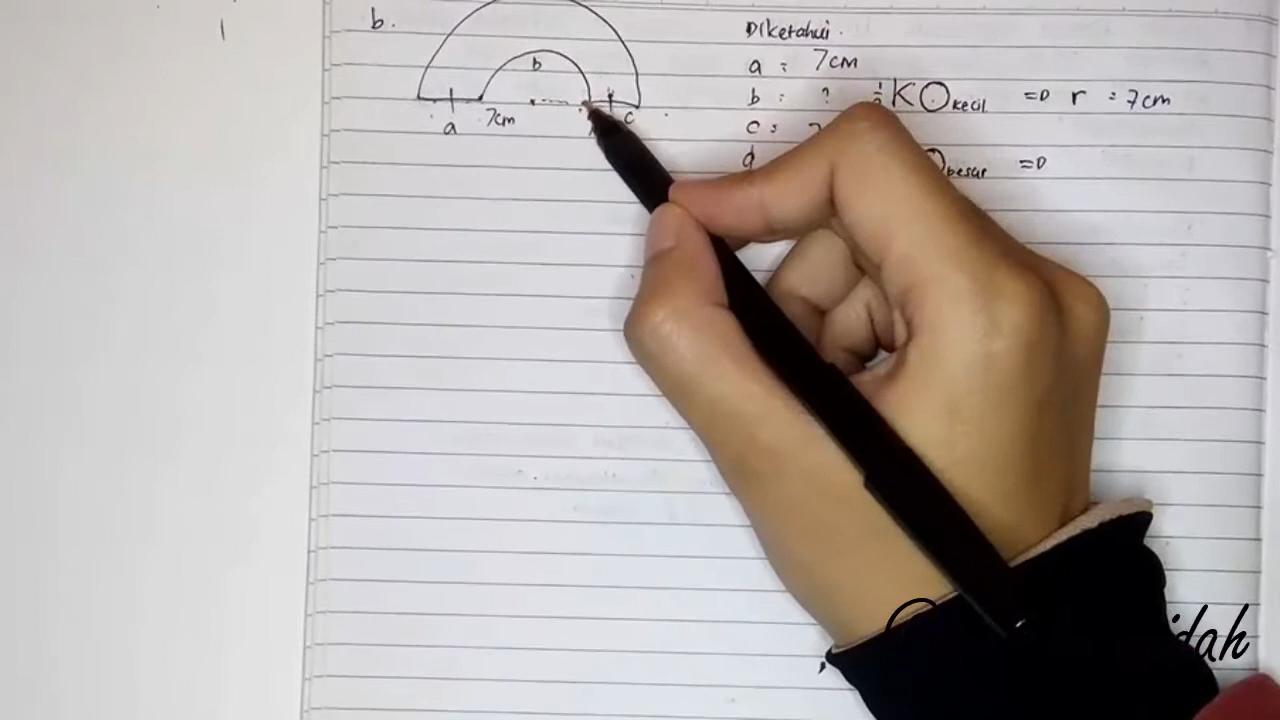 b.
b
a 7cm c
Diketahui.
a = 7cm
b = ? ½ K kecil => r = 7cm
c =
d besar =>